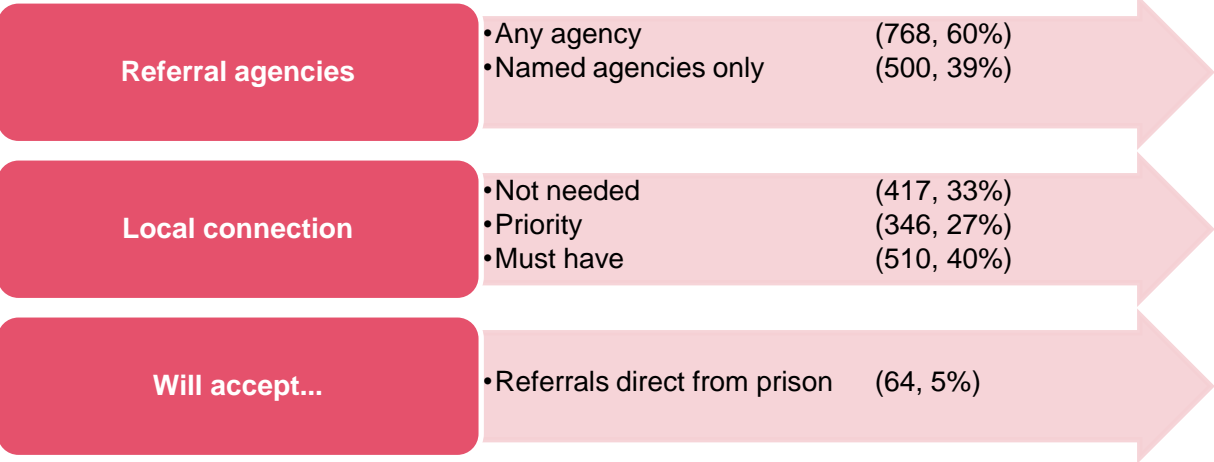 Referral agencies
•Any agency (768, 60%)
•Named agencies only (500, 39%)
Local connection
•Not needed (417, 33%)
•Priority (346, 27%)
•Must have (510, 40%)
Will accept...
•Referrals direct from prison (64, 5%)